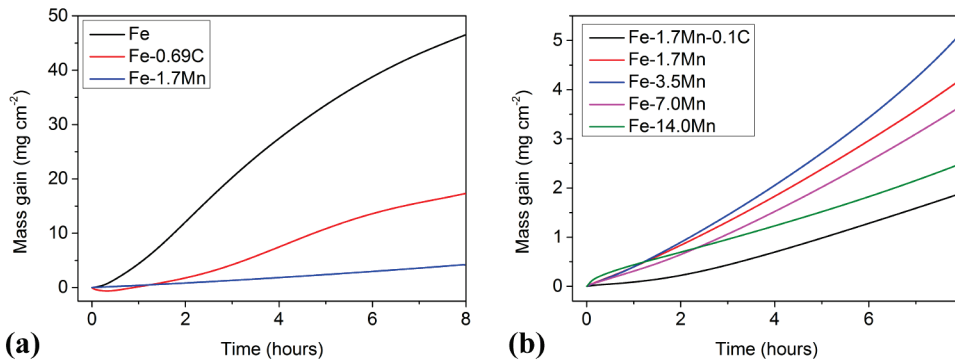 50
40
30
20
10
0
Mass gain (mg cm⁻²)
Fe
Fe-0.69C
Fe-1.7Mn
0 2 4 6 8
Time (hours)
(a)
5
4
3
2
1
0
Mass gain (mg cm⁻²)
Fe-1.7Mn-0.1C
Fe-1.7Mn
Fe-3.5Mn
Fe-7.0Mn
Fe-14.0Mn
0 2 4 6
Time (hours)
(b)